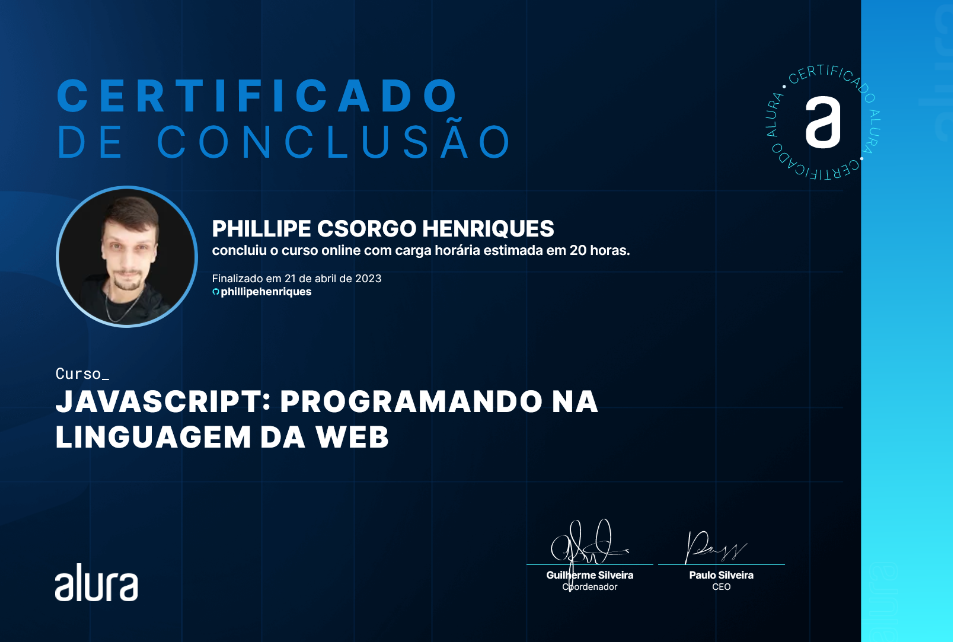 CERTIFICADO
DE CONCLUSÃO
CERTIFICADO ALURA • CERTIFICADO ALURA •
a
PHILLIPE CSORGO HENRIQUES
concluiu o curso online com carga horária estimada em 20 horas.
Finalizado em 21 de abril de 2023
phillipehenriques
Curso_
JAVASCRIPT: PROGRAMANDO NA
LINGUAGEM DA WEB
Guilherme Silveira
Coordenador
Paulo Silveira
CEO
alura